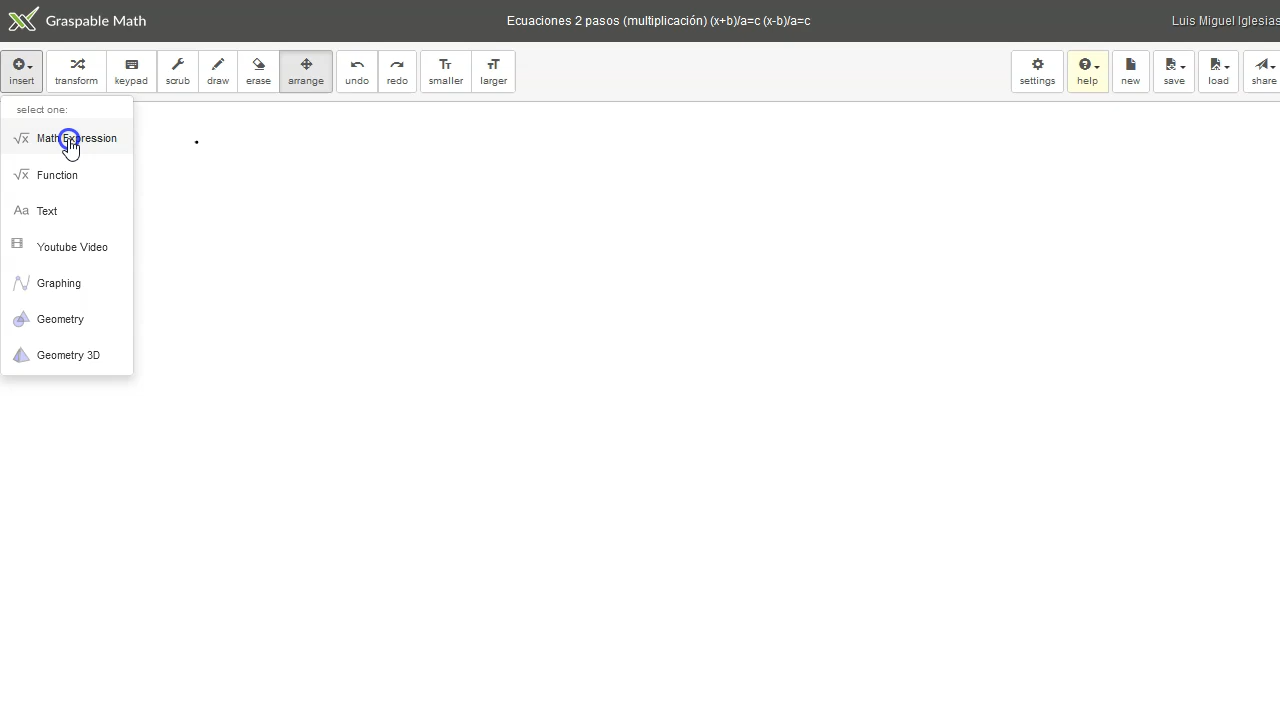 Graspable Math
Ecuaciones 2 pasos (multiplicación) (x+b)/a=c (x-b)/a=c
Luis Miguel Iglesias
insert
transform
keypad
scrub
draw
erase
arrange
undo
redo
smaller
larger
settings
help
new
save
load
share
select one:
Math Expression
Function
Aa Text
Youtube Video
Graphing
Geometry
Geometry 3D